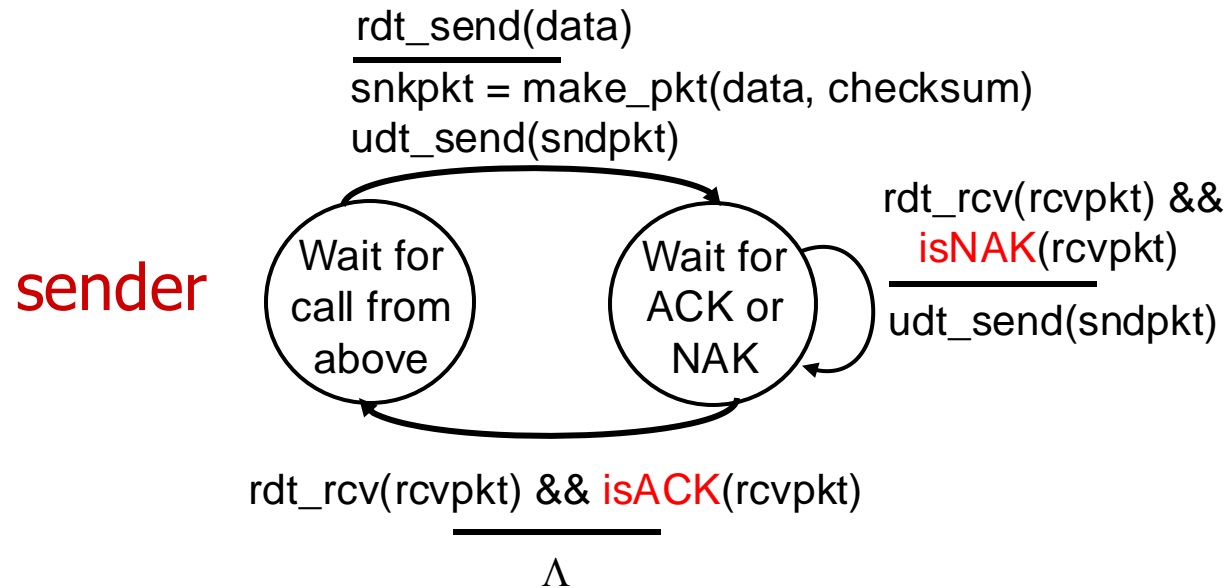 rdt_send(data)
snkpkt = make_pkt(data, checksum)
udt_send(sndpkt)
sender
Wait for
call from
above
Wait for
ACK or
NAK
rdt_rcv(rcvpkt) &&
isNAK(rcvpkt)
udt_send(sndpkt)
rdt_rcv(rcvpkt) && isACK(rcvpkt)
Λ